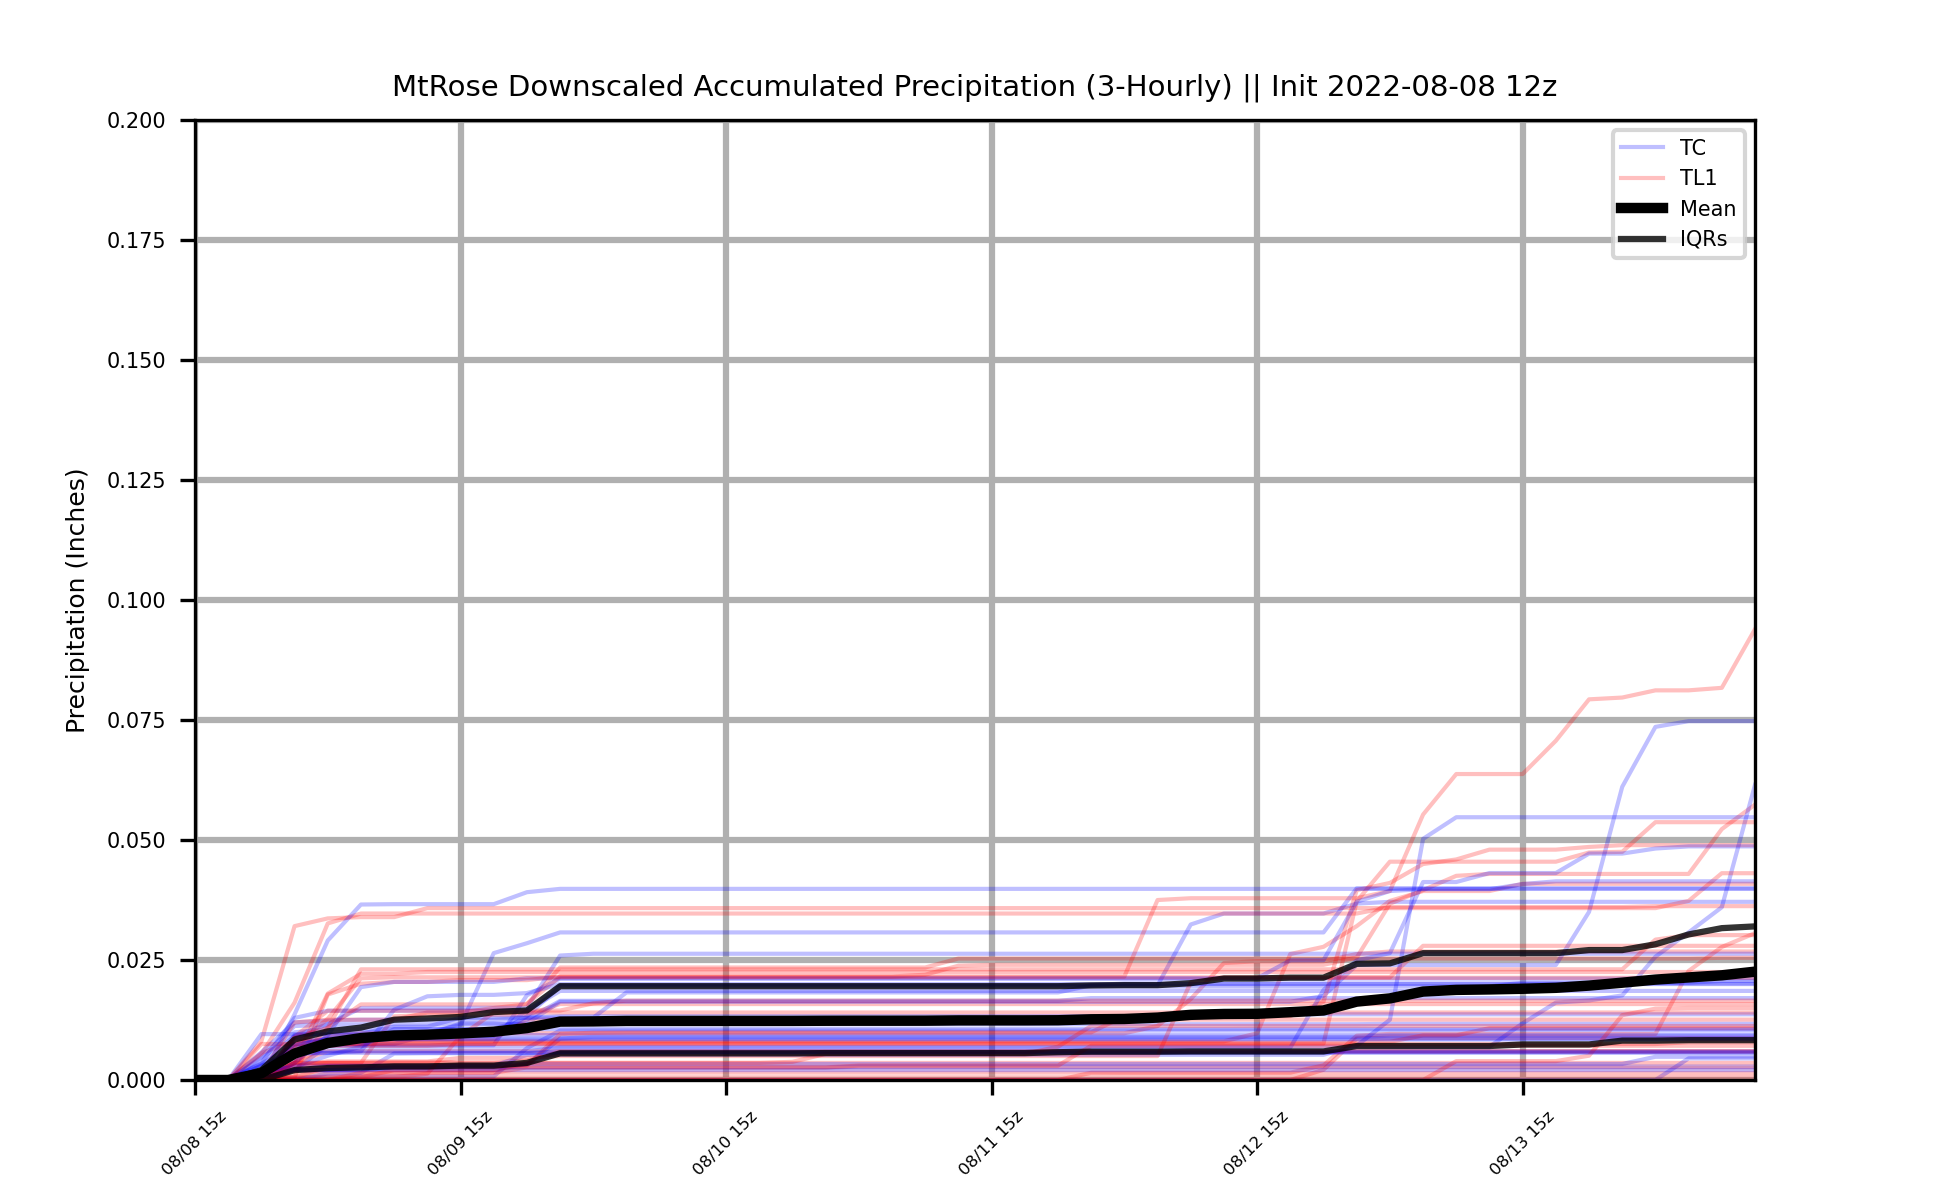 MtRose Downscaled Accumulated Precipitation (3-Hourly) || Init 2022-08-08 12z
TC
TL1
Mean
IQRs
Precipitation (Inches)
0.200
0.175
0.150
0.125
0.100
0.075
0.050
0.025
0.000
08/08 15z
08/09 15z
08/10 15z
08/11 15z
08/12 15z
08/13 15z